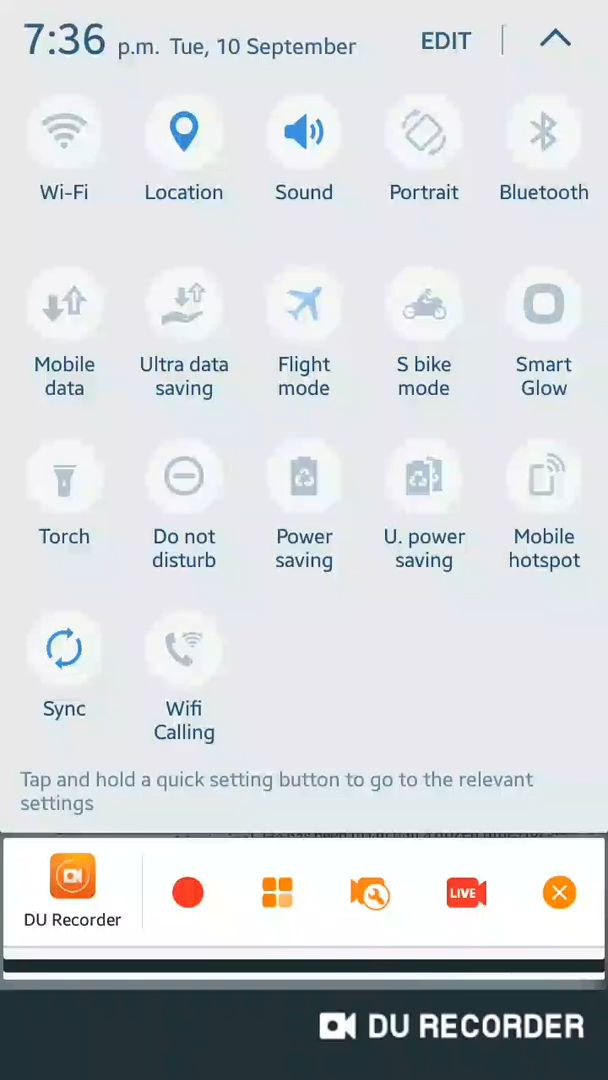 7:36 p.m. Tue, 10 September EDIT
Wi-Fi Location Sound Portrait Bluetooth
Mobile data Ultra data saving Flight mode S bike mode Smart Glow
Torch Do not disturb Power saving U. power saving Mobile hotspot
Sync Wifi Calling
Tap and hold a quick setting button to go to the relevant
settings
LIVE
DU Recorder
DU RECORDER